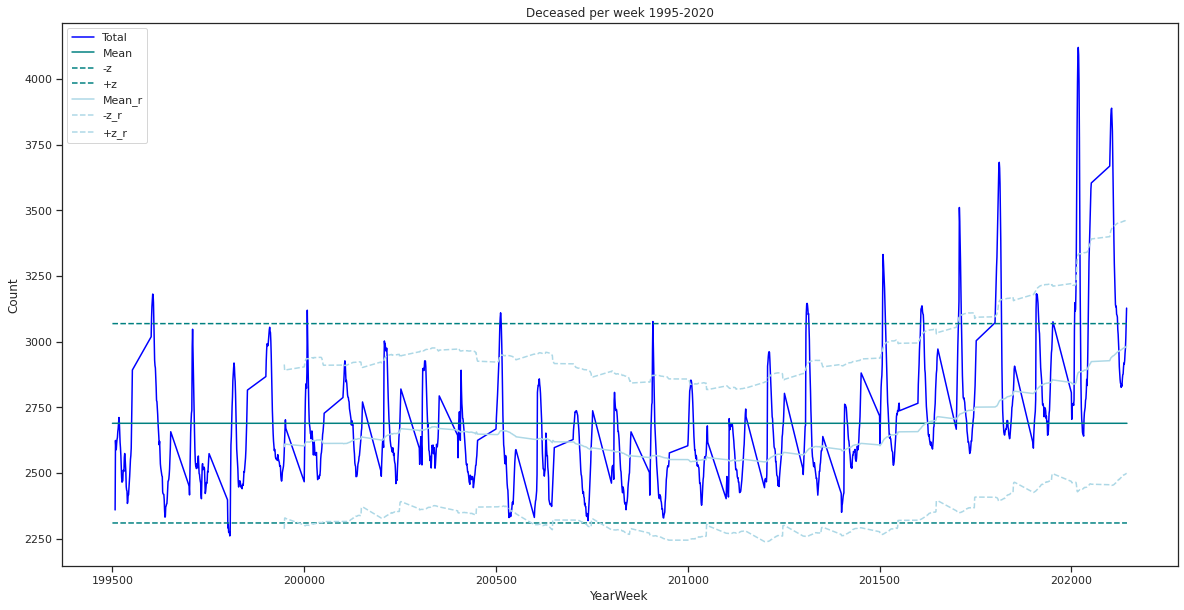 Deceased per week 1995-2020
Total
Mean
-z
+z
Mean_r
-z_r
+z_r
4000
3750
3500
3250
3000
2750
2500
2250
Count
199500
200000
200500
201000
201500
202000
YearWeek